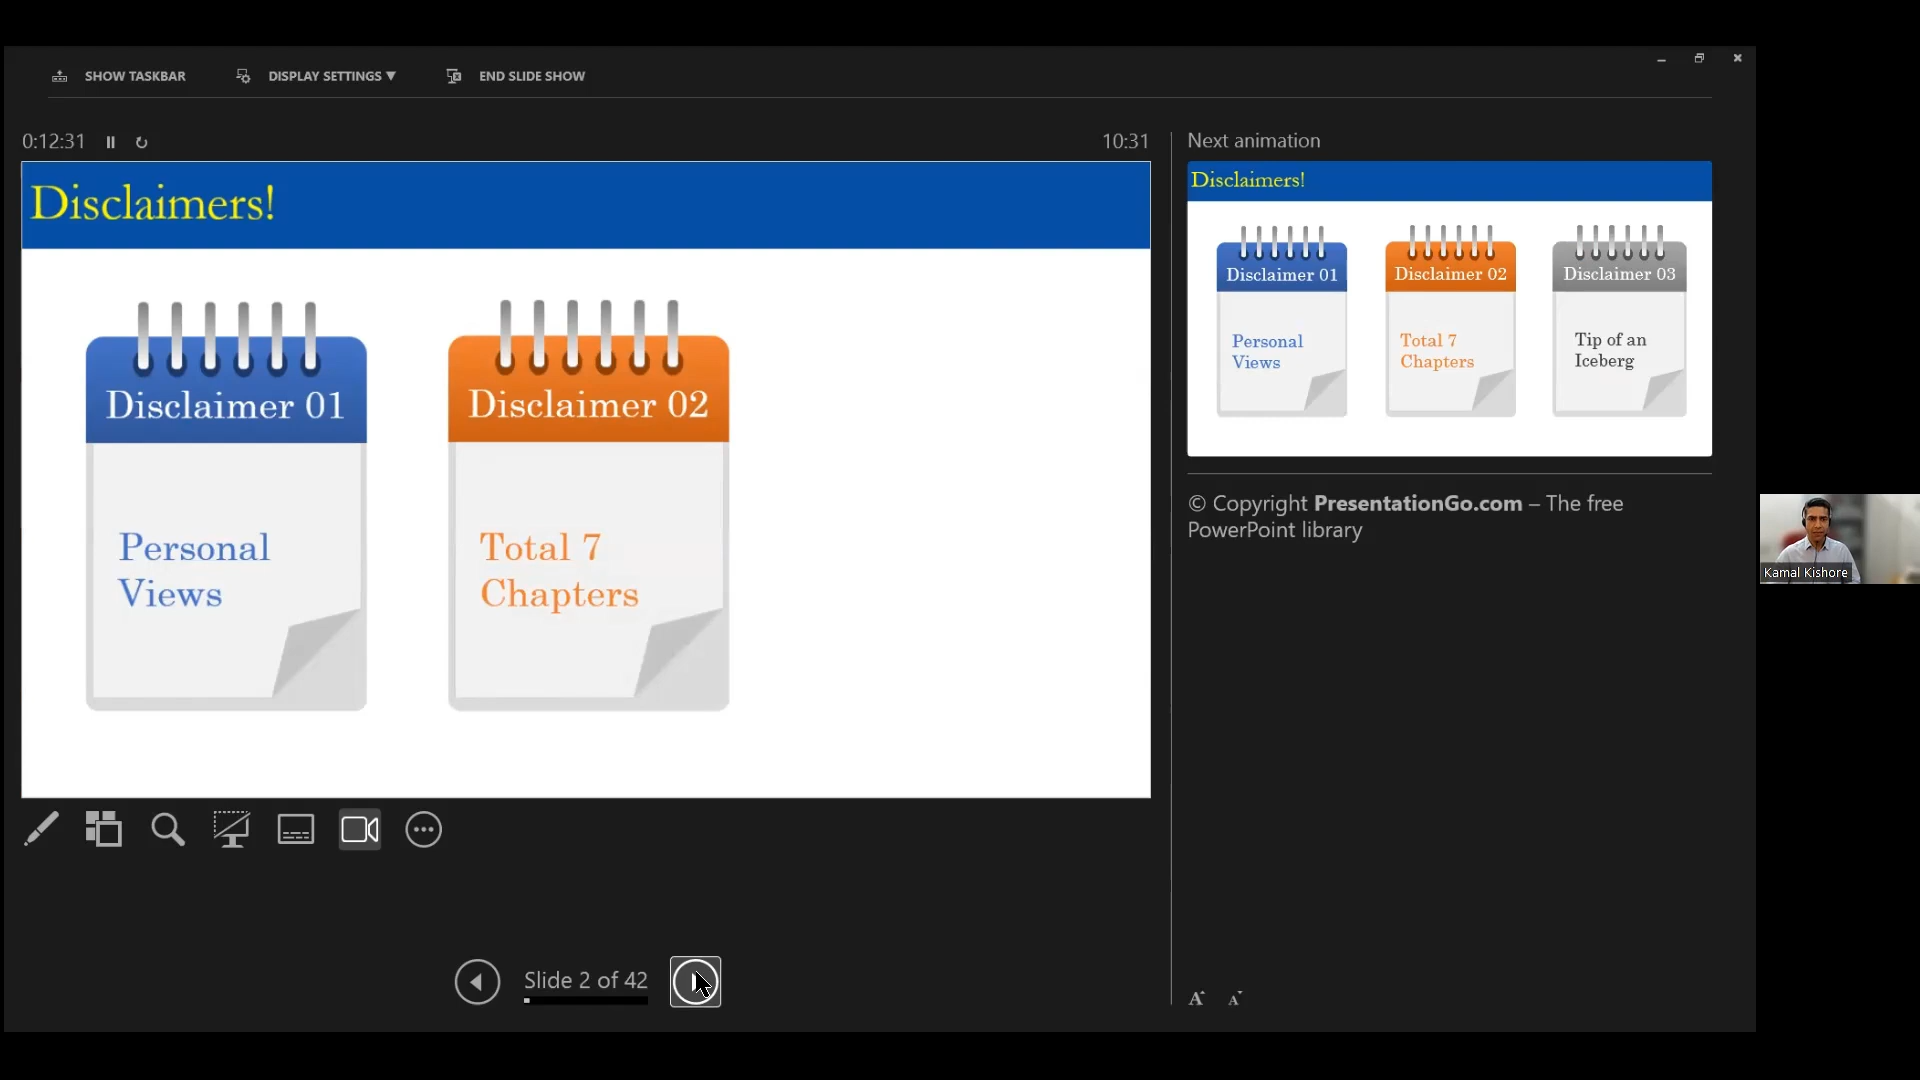 SHOW TASKBAR
DISPLAY SETTINGS ▼
END SLIDE SHOW
0:12:31
10:31
Disclaimers!
Disclaimer 01
Disclaimer 02
Personal
Views
Total 7
Chapters
Next animation
Disclaimers!
Disclaimer 01
Disclaimer 02
Disclaimer 03
Personal
Views
Total 7
Chapters
Tip of an
Iceberg
© Copyright PresentationGo.com – The free
PowerPoint library
Kamal Kishore
Slide 2 of 42
A
A